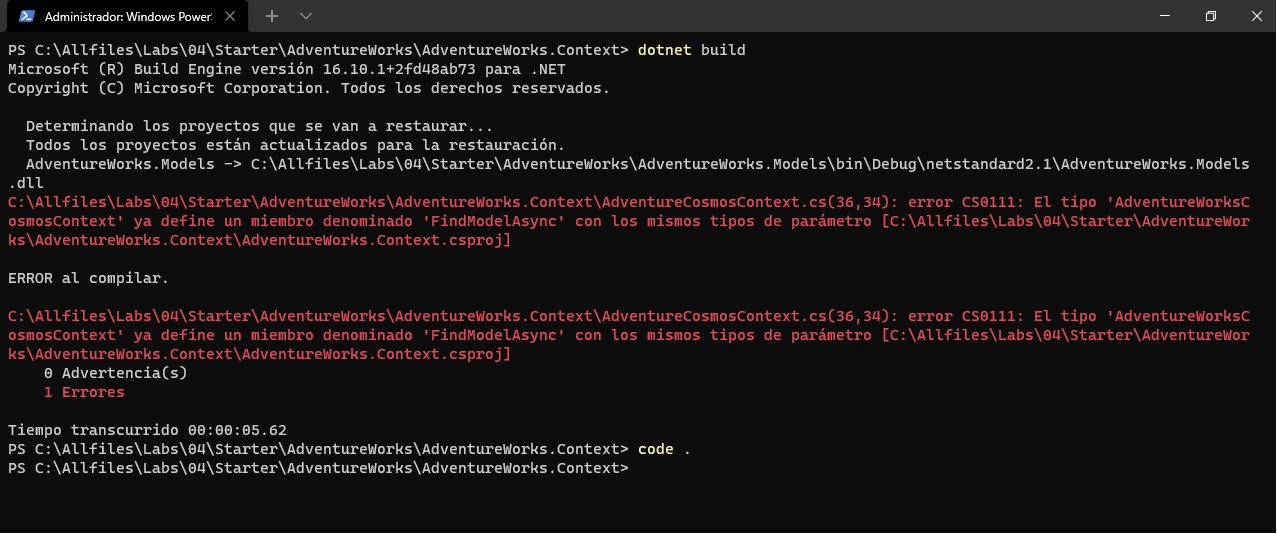 Administrador: Windows Power
PS C:\Allfiles\Labs\04\Starter\AdventureWorks\AdventureWorks.Context> dotnet build
Microsoft (R) Build Engine versión 16.10.1+2fd48ab73 para .NET
Copyright (C) Microsoft Corporation. Todos los derechos reservados.
Determinando los proyectos que se van a restaurar...
Todos los proyectos están actualizados para la restauración.
AdventureWorks.Models -> C:\Allfiles\Labs\04\Starter\AdventureWorks\AdventureWorks.Models\bin\Debug\netstandard2.1\AdventureWorks.Models
.dll
C:\Allfiles\Labs\04\Starter\AdventureWorks\AdventureWorks.Context\AdventureCosmosContext.cs(36,34): error CS0111: El tipo 'AdventureWorksC
osmosContext' ya define un miembro denominado 'FindModelAsync' con los mismos tipos de parámetro [C:\Allfiles\Labs\04\Starter\AdventureWor
ks\AdventureWorks.Context\AdventureWorks.Context.csproj]
ERROR al compilar.
C:\Allfiles\Labs\04\Starter\AdventureWorks\AdventureWorks.Context\AdventureCosmosContext.cs(36,34): error CS0111: El tipo 'AdventureWorksC
osmosContext' ya define un miembro denominado 'FindModelAsync' con los mismos tipos de parámetro [C:\Allfiles\Labs\04\Starter\AdventureWor
ks\AdventureWorks.Context\AdventureWorks.Context.csproj]
0 Advertencia(s)
1 Errores
Tiempo transcurrido 00:00:05.62
PS C:\Allfiles\Labs\04\Starter\AdventureWorks\AdventureWorks.Context> code .
PS C:\Allfiles\Labs\04\Starter\AdventureWorks\AdventureWorks.Context>